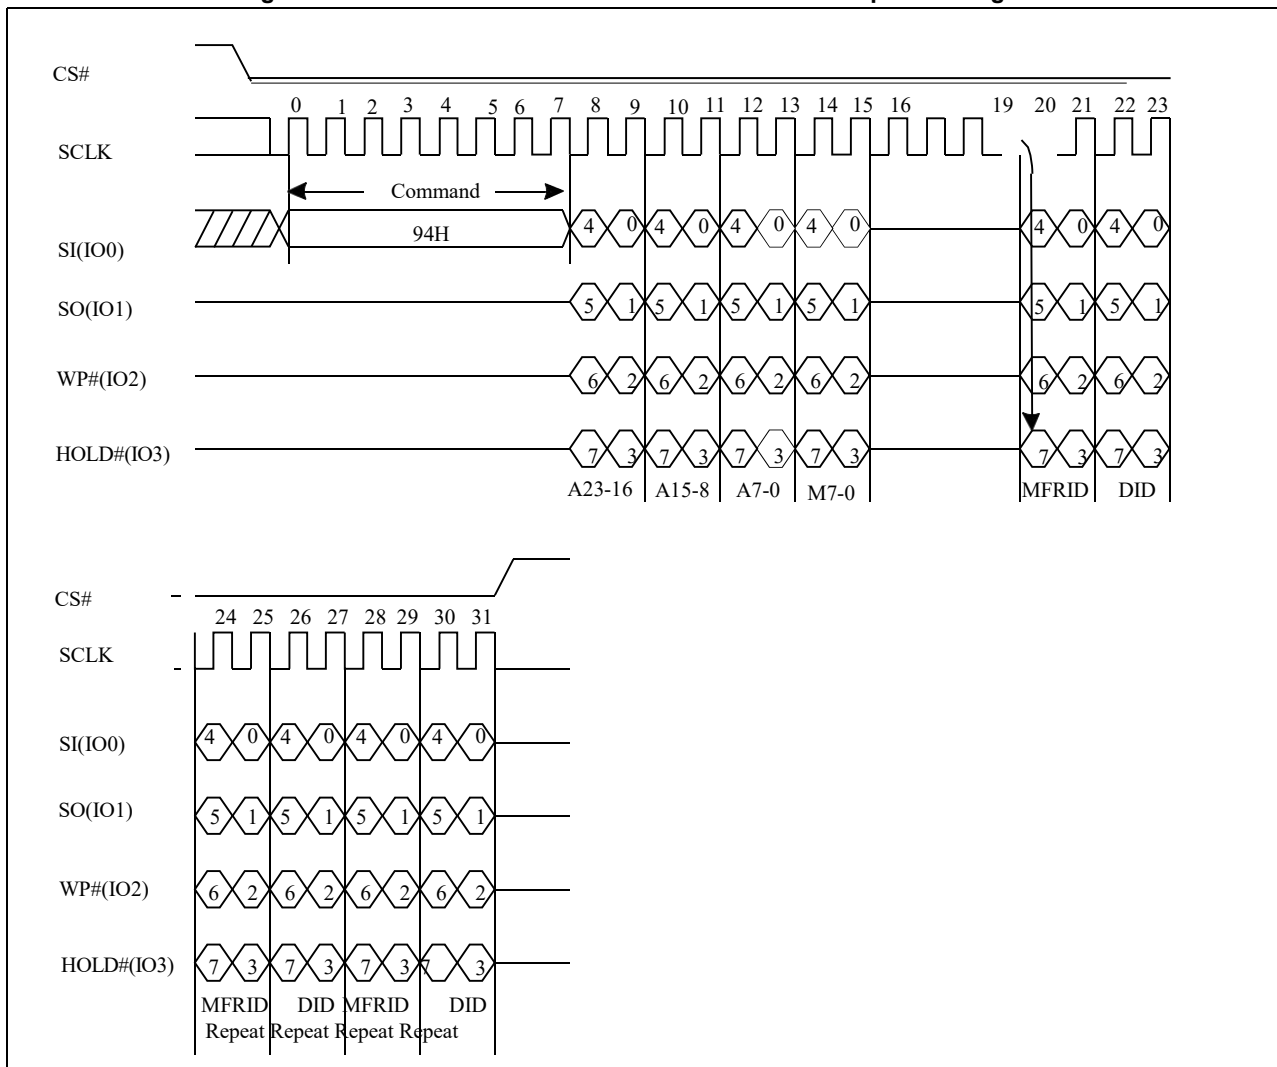 CS#
0 1 2 3 4 5 6 7 8 9 10 11 12 13 14 15 16 19 20 21 22 23
SCLK
Command
SI(IO0) 94H 4 0 4 0 4 0 4 0 4 0 4 0
SO(IO1) 5 1 5 1 5 1 5 1 5 1 5 1
WP#(IO2) 6 2 6 2 6 2 6 2 6 2 6 2
HOLD#(IO3) 7 3 7 3 7 3 7 3 7 3 7 3
A23-16 A15-8 A7-0 M7-0 MFRID DID
CS#
24 25 26 27 28 29 30 31
SCLK
SI(IO0) 4 0 4 0 4 0 4 0
SO(IO1) 5 1 5 1 5 1 5 1
WP#(IO2) 6 2 6 2 6 2 6 2
HOLD#(IO3) 7 3 7 3 7 3 7 3
MFRID DID MFRID DID
Repeat Repeat Repeat Repeat